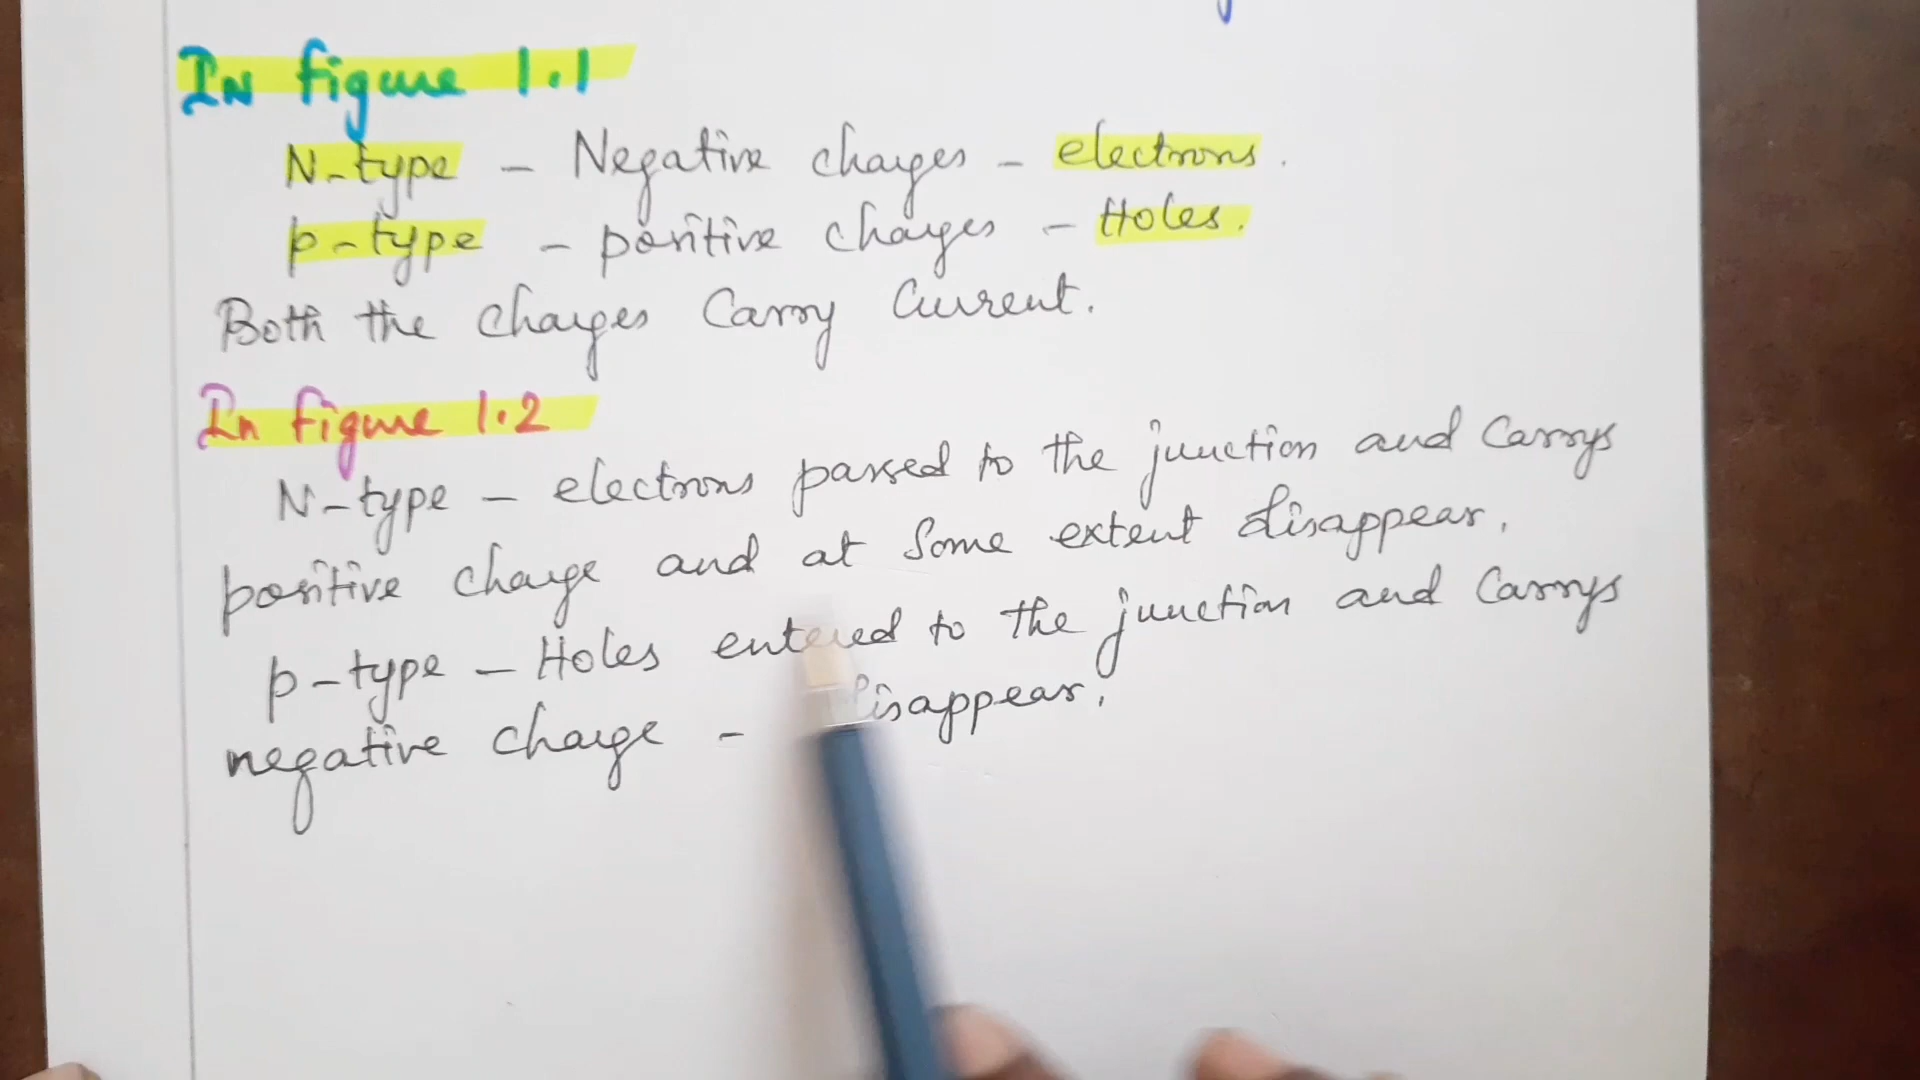 In figure 1.1
N-type - Negative charges - electrons.
p-type - positive charges - Holes.
Both the charges Carry Current.
In figure 1.2
N-type - electrons passed to the junction and Carrys
positive charge and at Some extent disappear.
p-type - Holes entered to the junction and Carrys
negative charge - disappear.